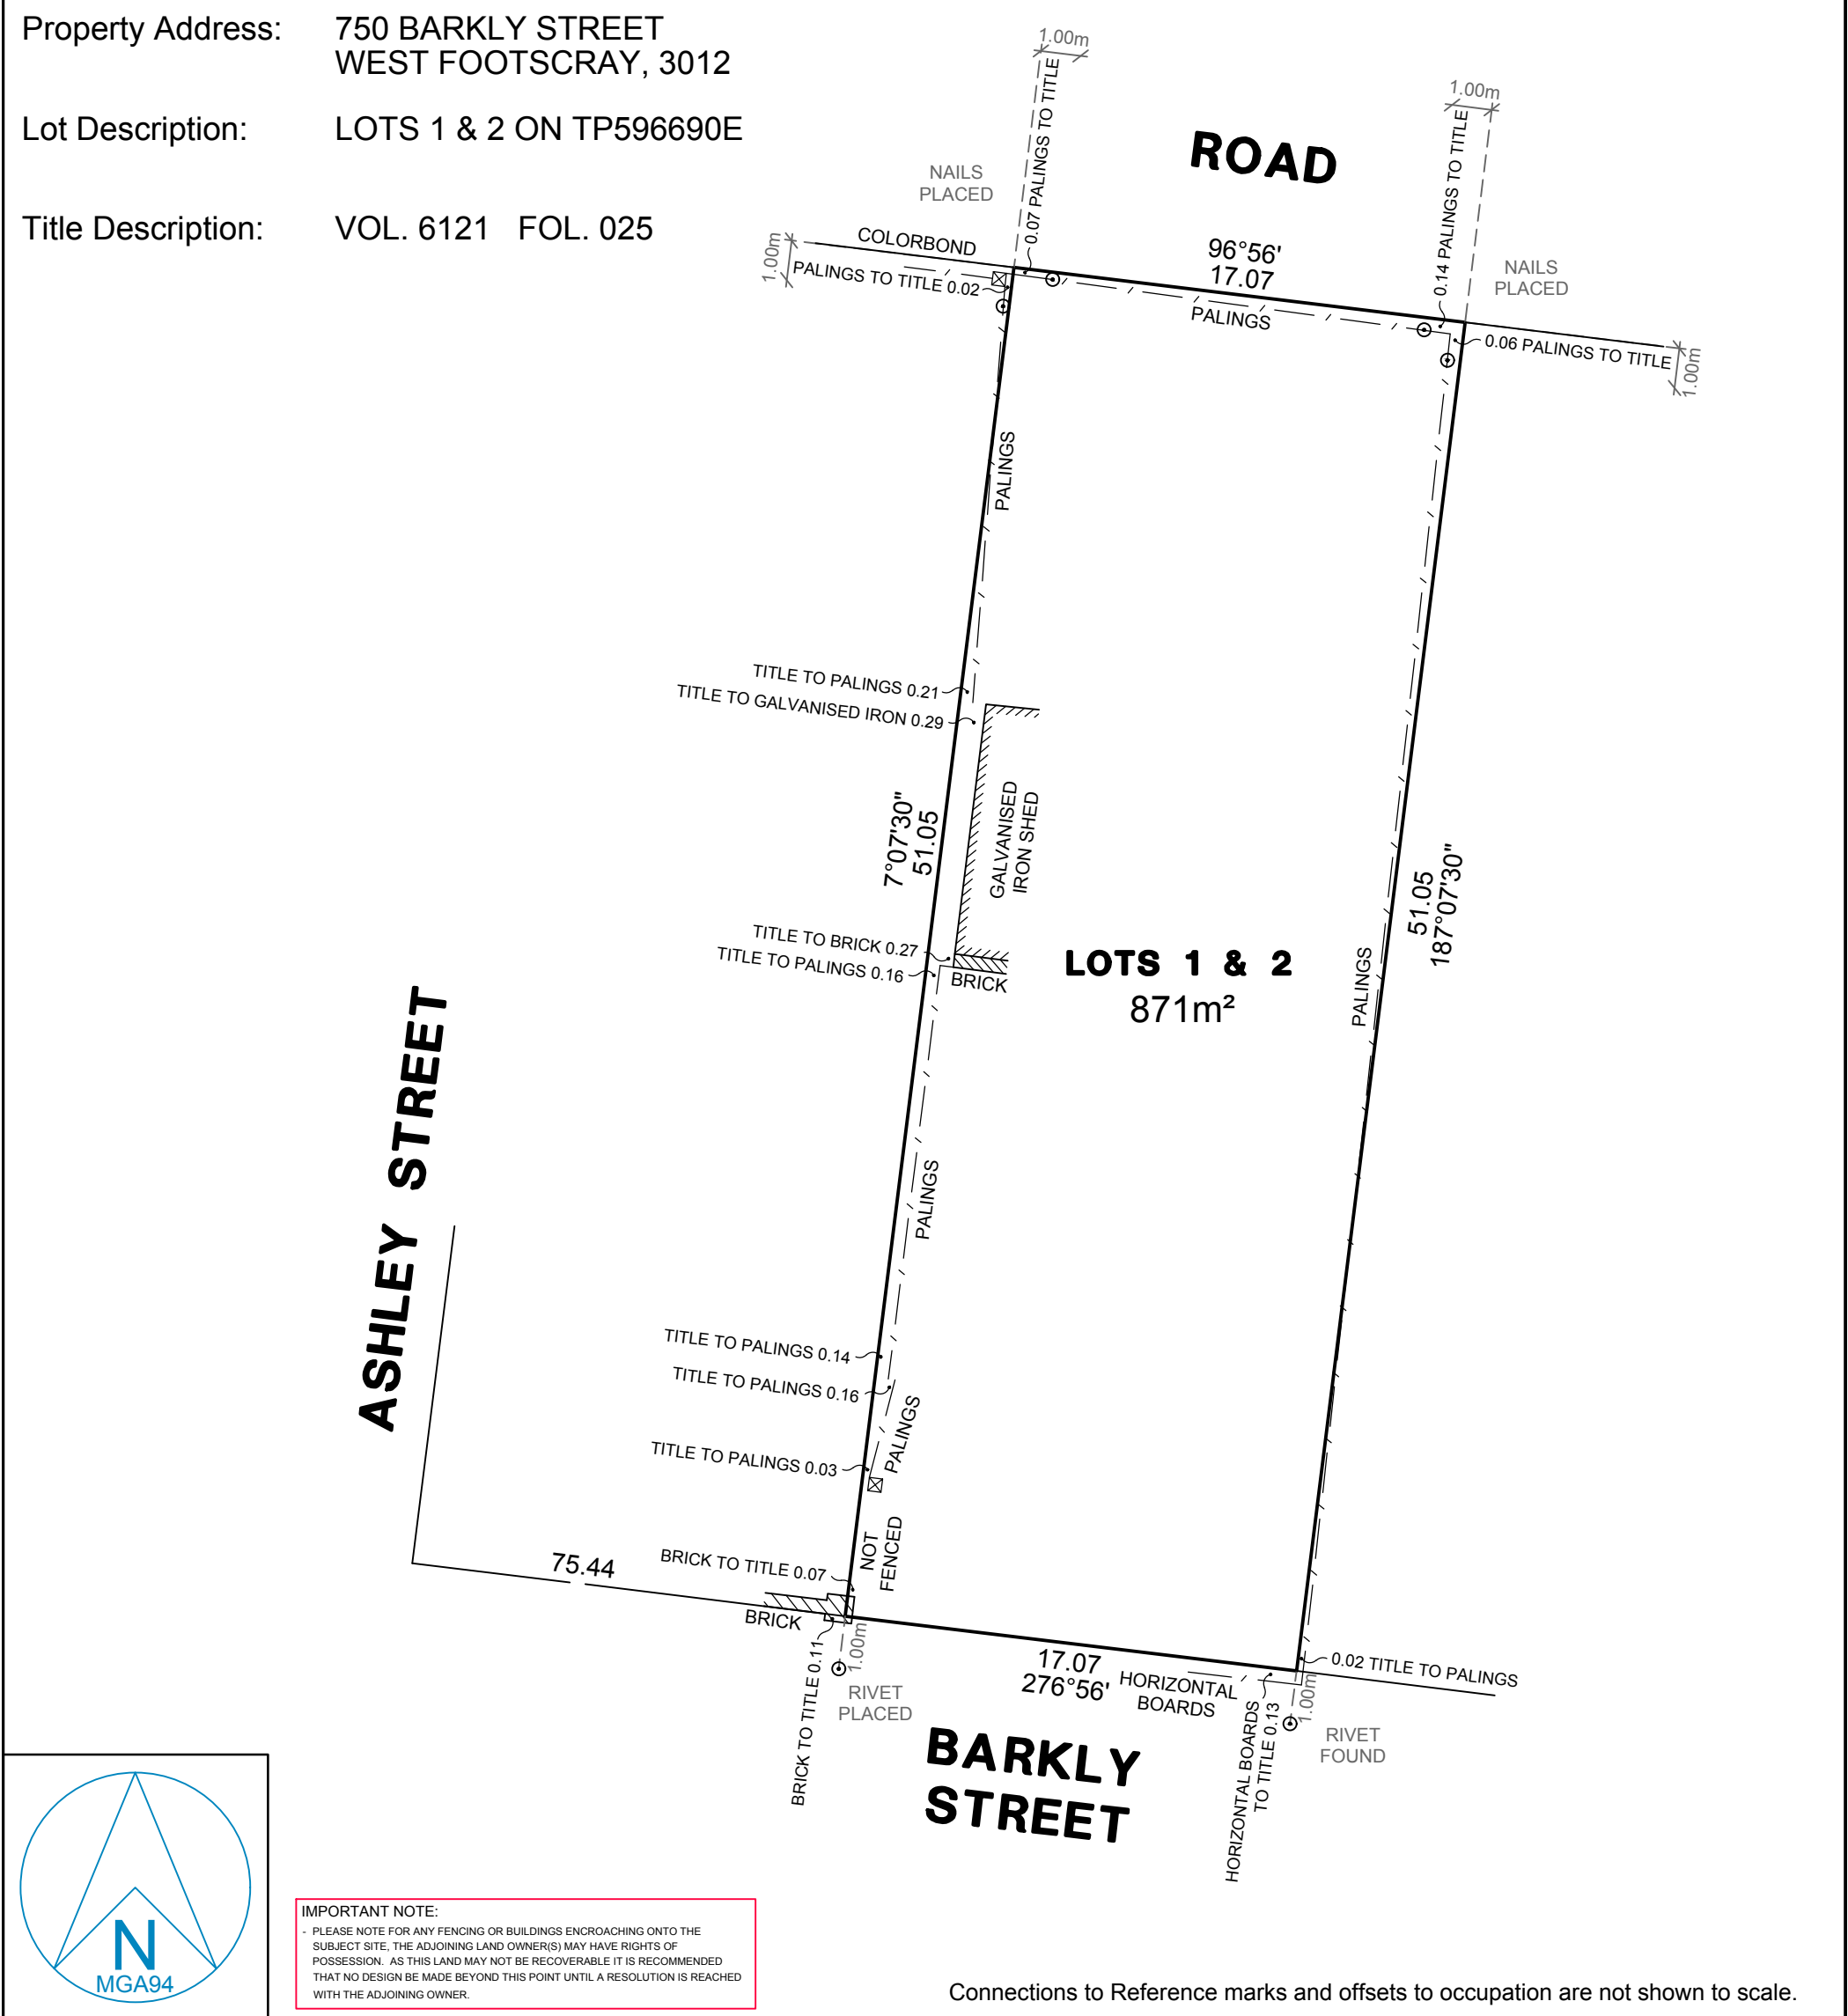 Property Address: 750 BARKLY STREET
WEST FOOTSCRAY, 3012
Lot Description: LOTS 1 & 2 ON TP596690E
Title Description: VOL. 6121 FOL. 025
1.00m
0.07 PALINGS TO TITLE
1.00m
0.14 PALINGS TO TITLE
ROAD
NAILS
PLACED
COLORBOND
1.00m
PALINGS TO TITLE 0.02
96°56'
17.07
PALINGS
NAILS
PLACED
0.06 PALINGS TO TITLE
1.00m
PALINGS
TITLE TO PALINGS 0.21
TITLE TO GALVANISED IRON 0.29
7°07'30"
51.05
GALVANISED
IRON SHED
TITLE TO BRICK 0.27
TITLE TO PALINGS 0.16
BRICK
LOTS 1 & 2
871m²
PALINGS
51.05
187°07'30"
ASHLEY STREET
PALINGS
TITLE TO PALINGS 0.14
TITLE TO PALINGS 0.16
PALINGS
TITLE TO PALINGS 0.03
NOT
FENCED
75.44
BRICK TO TITLE 0.07
BRICK
BRICK TO TITLE 0.11
1.00m
RIVET
PLACED
17.07
276°56'
HORIZONTAL
BOARDS
HORIZONTAL BOARDS
TO TITLE 0.13
0.02 TITLE TO PALINGS
1.00m
RIVET
FOUND
BARKLY
STREET
N
MGA94
IMPORTANT NOTE:
- PLEASE NOTE FOR ANY FENCING OR BUILDINGS ENCROACHING ONTO THE
SUBJECT SITE, THE ADJOINING LAND OWNER(S) MAY HAVE RIGHTS OF
POSSESSION. AS THIS LAND MAY NOT BE RECOVERABLE IT IS RECOMMENDED
THAT NO DESIGN BE MADE BEYOND THIS POINT UNTIL A RESOLUTION IS REACHED
WITH THE ADJOINING OWNER.
Connections to Reference marks and offsets to occupation are not shown to scale.